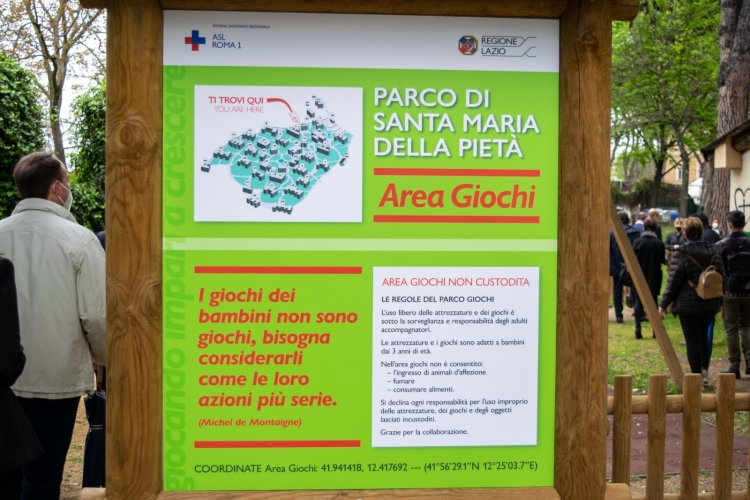 SISTEMA SANITARIO REGIONALE
ASL
ROMA 1
REGIONE
LAZIO
giocando impari a crescere
TI TROVI QUI
YOU ARE HERE
PARCO DI
SANTA MARIA
DELLA PIETÀ
Area Giochi
I giochi dei
bambini non sono
giochi, bisogna
considerarli
come le loro
azioni più serie.
(Michel de Montaigne)
AREA GIOCHI NON CUSTODITA
LE REGOLE DEL PARCO GIOCHI
L'uso libero delle attrezzature e dei giochi è
sotto la sorveglianza e responsabilità degli adulti
accompagnatori.
Le attrezzature e i giochi sono adatti a bambini
dai 3 anni di età.
Nell'area giochi non è consentito:
– l'ingresso di animali d'affezione
– fumare
– consumare alimenti.
Si declina ogni responsabilità per l'uso improprio
delle attrezzature, dei giochi e degli oggetti
lasciati incustoditi.
Grazie per la collaborazione.
COORDINATE Area Giochi: 41.941418, 12.417692 --- (41°56'29.1"N 12°25'03.7"E)